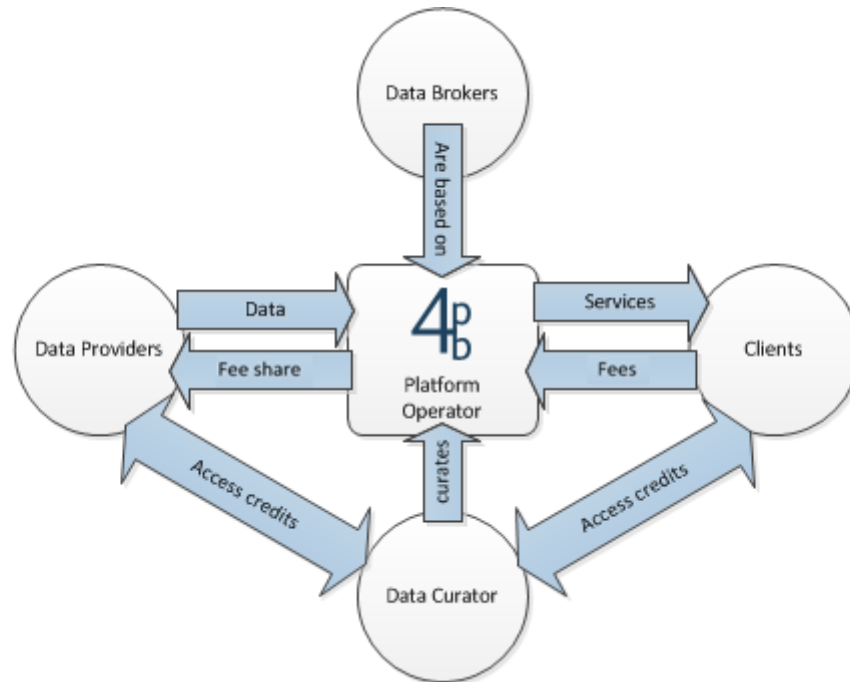 Data Brokers
Are based on
Data
Services
4pb
Data Providers
Clients
Fee share
Fees
Platform
Operator
curates
Access credits
Access credits
Data Curator